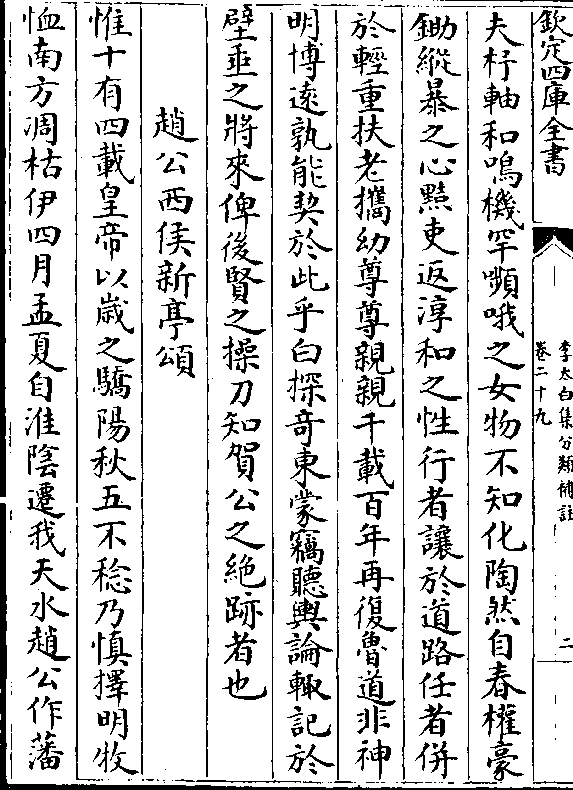 欽定四庫全書
李太白集分類補註
卷二十九
二
夫杼軸和鳴機罕嚬哦之女物不知化陶然自春權豪
鋤縱暴之心黠吏返淳和之性行者讓於道路任者併
於輕重扶老攜幼尊尊親親千載百年再復魯道非神
明博遠孰能契於此乎白探奇東蒙竊聽輿論輙記於
壁垂之將來俾後賢之操刀知賀公之絶跡者也
趙公西侯新亭頌
惟十有四載皇帝以嵗之驕陽秋五不稔乃慎擇明牧
恤南方凋枯伊四月孟夏自淮陰遷我天水趙公作藩